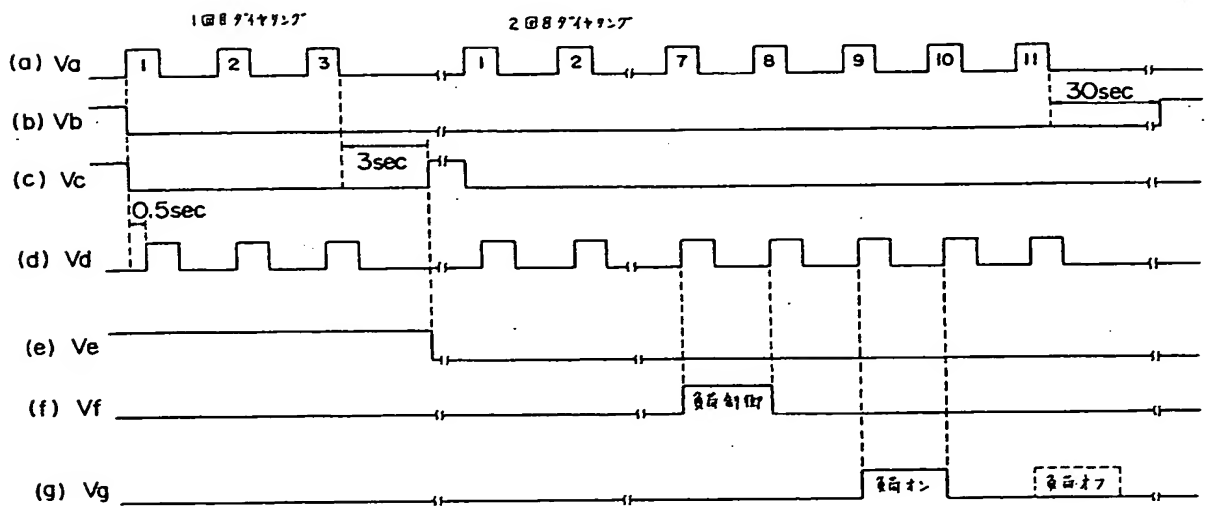 1回目ダイヤリング 2回目ダイヤリング
(a) Va 1 2 3 1 2 7 8 9 10 11
30sec
(b) Vb
3sec
(c) Vc
0.5sec
(d) Vd
(e) Ve
(f) Vf 負荷制御
(g) Vg 負荷オン 負荷オフ